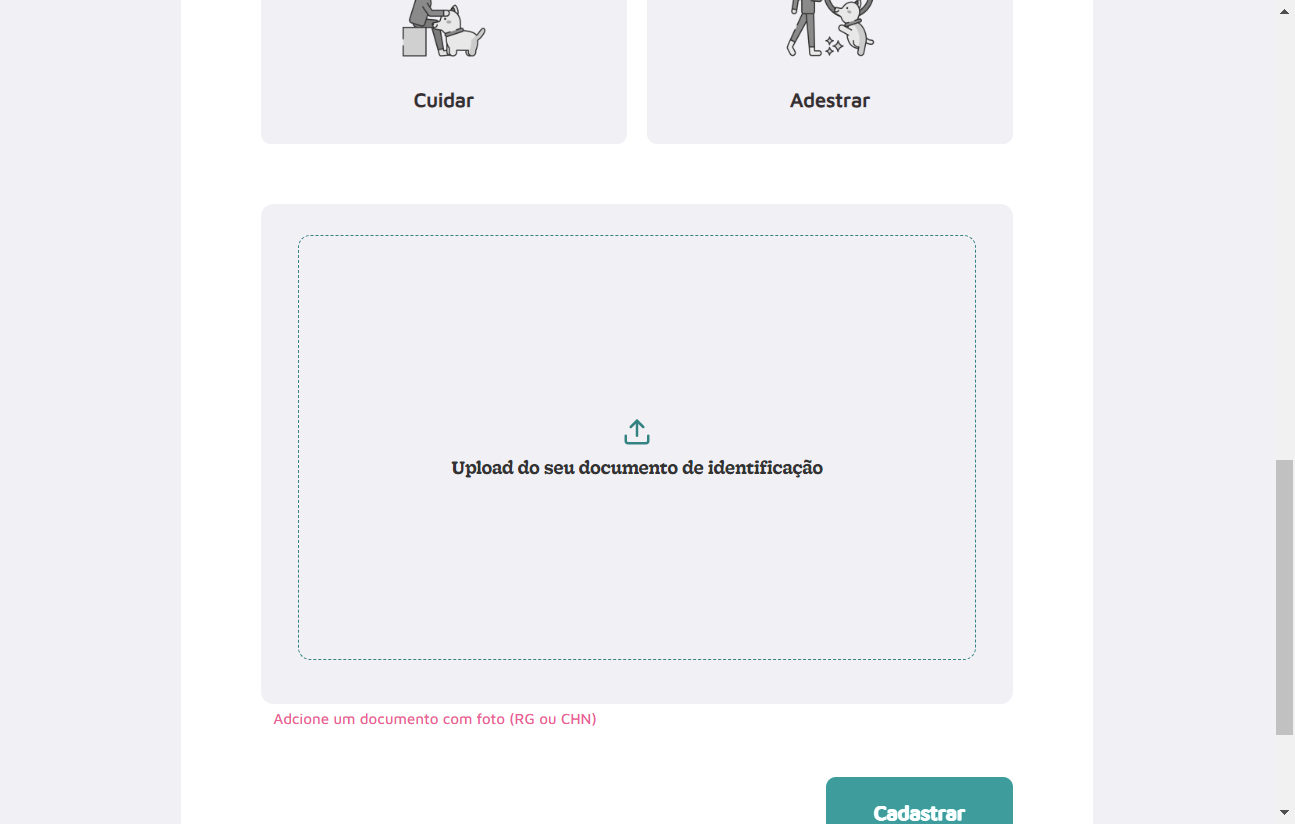 Cuidar
Adestrar
Upload do seu documento de identificação
Adcione um documento com foto (RG ou CHN)
Cadastrar